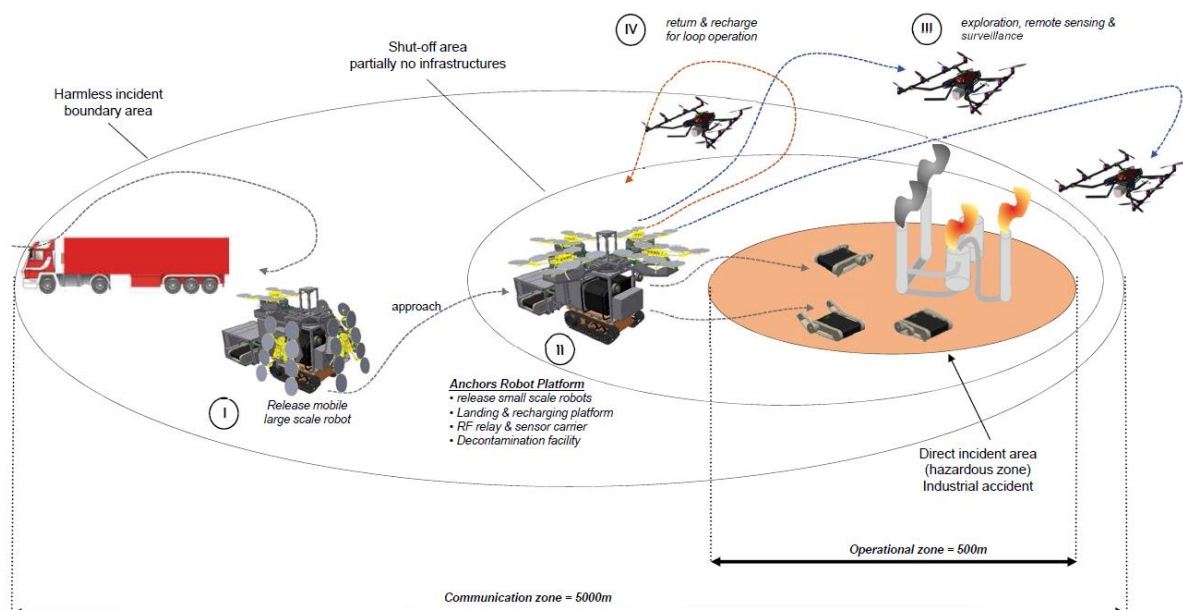 IV
return & recharge
for loop operation
III
exploration, remote sensing &
surveillance
Shut-off area
partially no infrastructures
Harmless incident
boundary area
approach
I
Release mobile
large scale robot
II
Anchors Robot Platform
• release small scale robots
• Landing & recharging platform
• RF relay & sensor carrier
• Decontamination facility
Direct incident area
(hazardous zone)
Industrial accident
Operational zone = 500m
Communication zone = 5000m